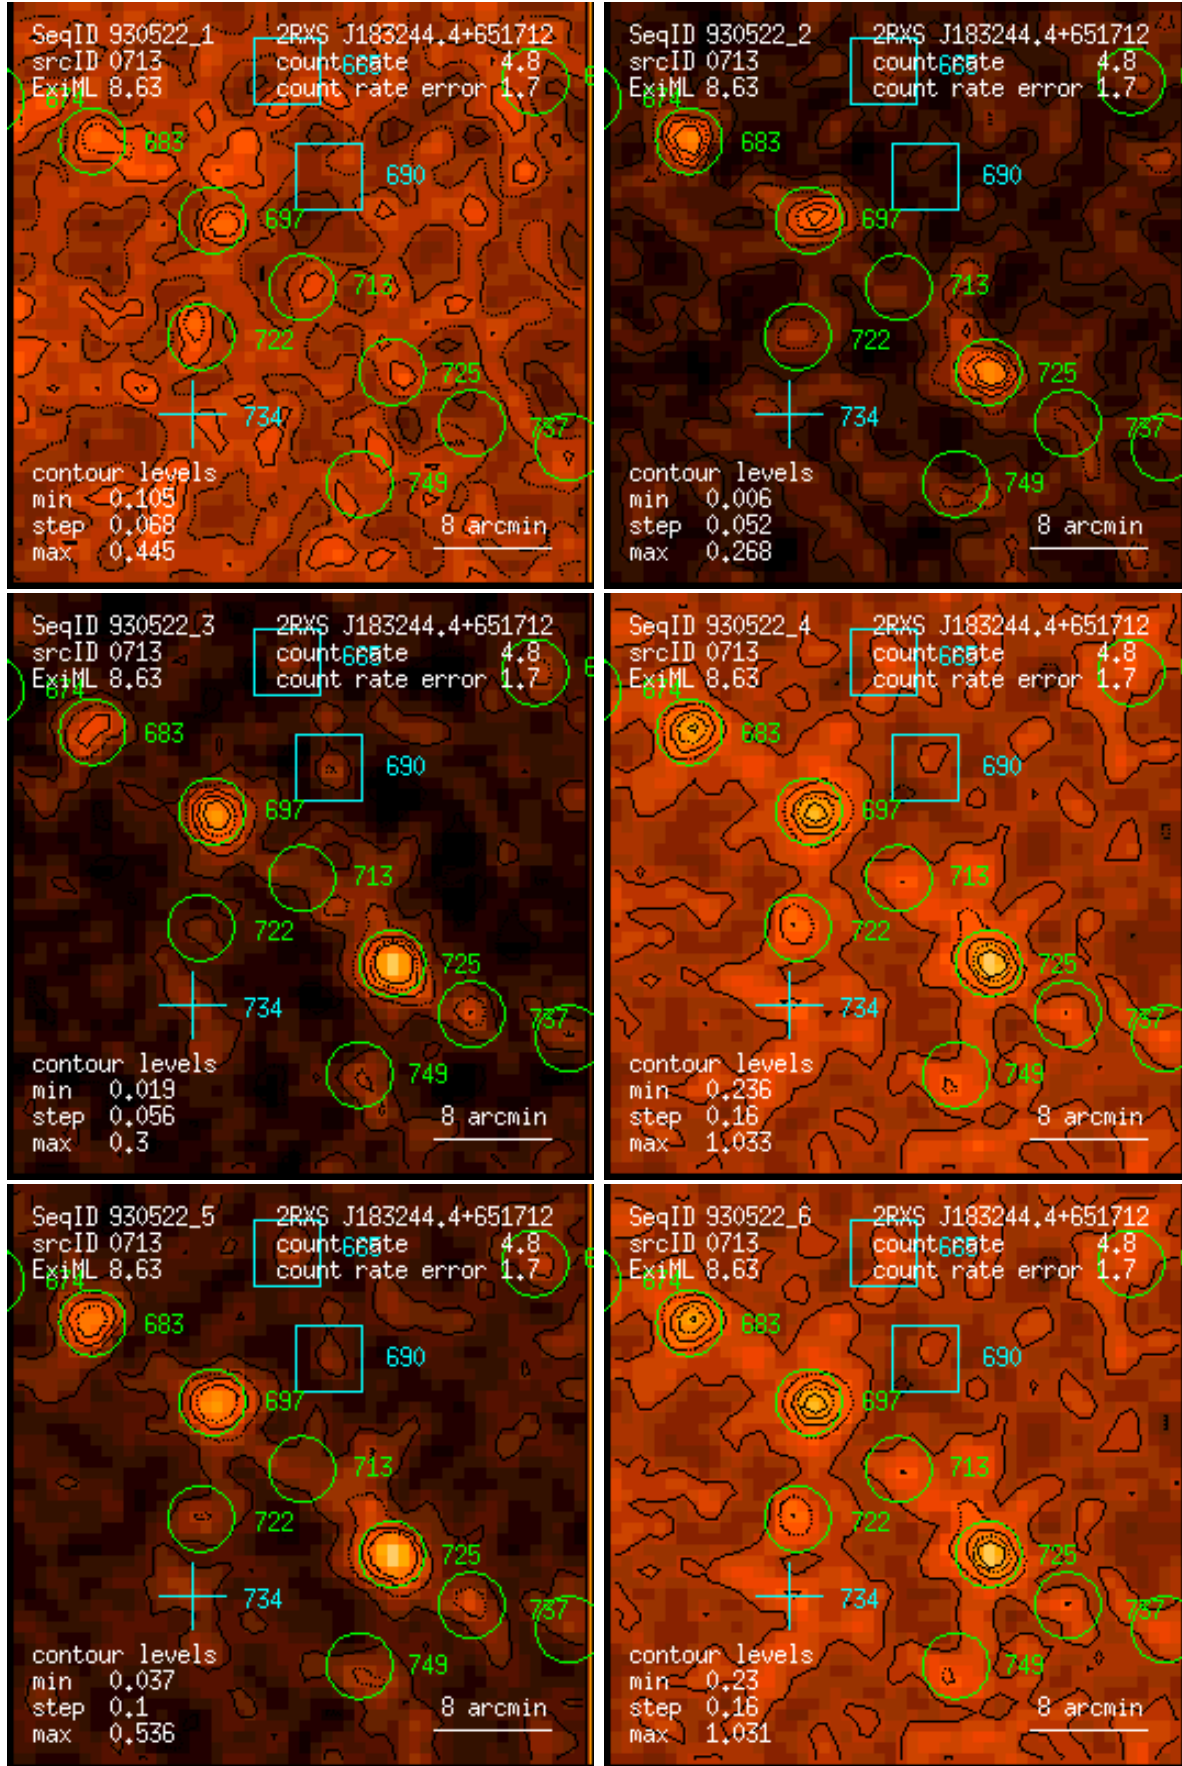 SeqID 930522_1 2RXS J183244.4+651712
srcID 0713 count rate 4.8
ExiML 8.63 count rate error 1.7
665
674
683
690
697
713
722
725
734
737
749
contour levels
min 0.105
step 0.068
max 0.445
8 arcmin
SeqID 930522_2 2RXS J183244.4+651712
srcID 0713 count rate 4.8
ExiML 8.63 count rate error 1.7
665
674
683
690
697
713
722
725
734
737
749
contour levels
min 0.006
step 0.052
max 0.268
8 arcmin
SeqID 930522_3 2RXS J183244.4+651712
srcID 0713 count rate 4.8
ExiML 8.63 count rate error 1.7
665
674
683
690
697
713
722
725
734
737
749
contour levels
min 0.019
step 0.056
max 0.3
8 arcmin
SeqID 930522_4 2RXS J183244.4+651712
srcID 0713 count rate 4.8
ExiML 8.63 count rate error 1.7
665
674
683
690
697
713
722
725
734
737
749
contour levels
min 0.236
step 0.16
max 1.033
8 arcmin
SeqID 930522_5 2RXS J183244.4+651712
srcID 0713 count rate 4.8
ExiML 8.63 count rate error 1.7
665
674
683
690
697
713
722
725
734
737
749
contour levels
min 0.037
step 0.1
max 0.536
8 arcmin
SeqID 930522_6 2RXS J183244.4+651712
srcID 0713 count rate 4.8
ExiML 8.63 count rate error 1.7
665
674
683
690
697
713
722
725
734
737
749
contour levels
min 0.23
step 0.16
max 1.031
8 arcmin